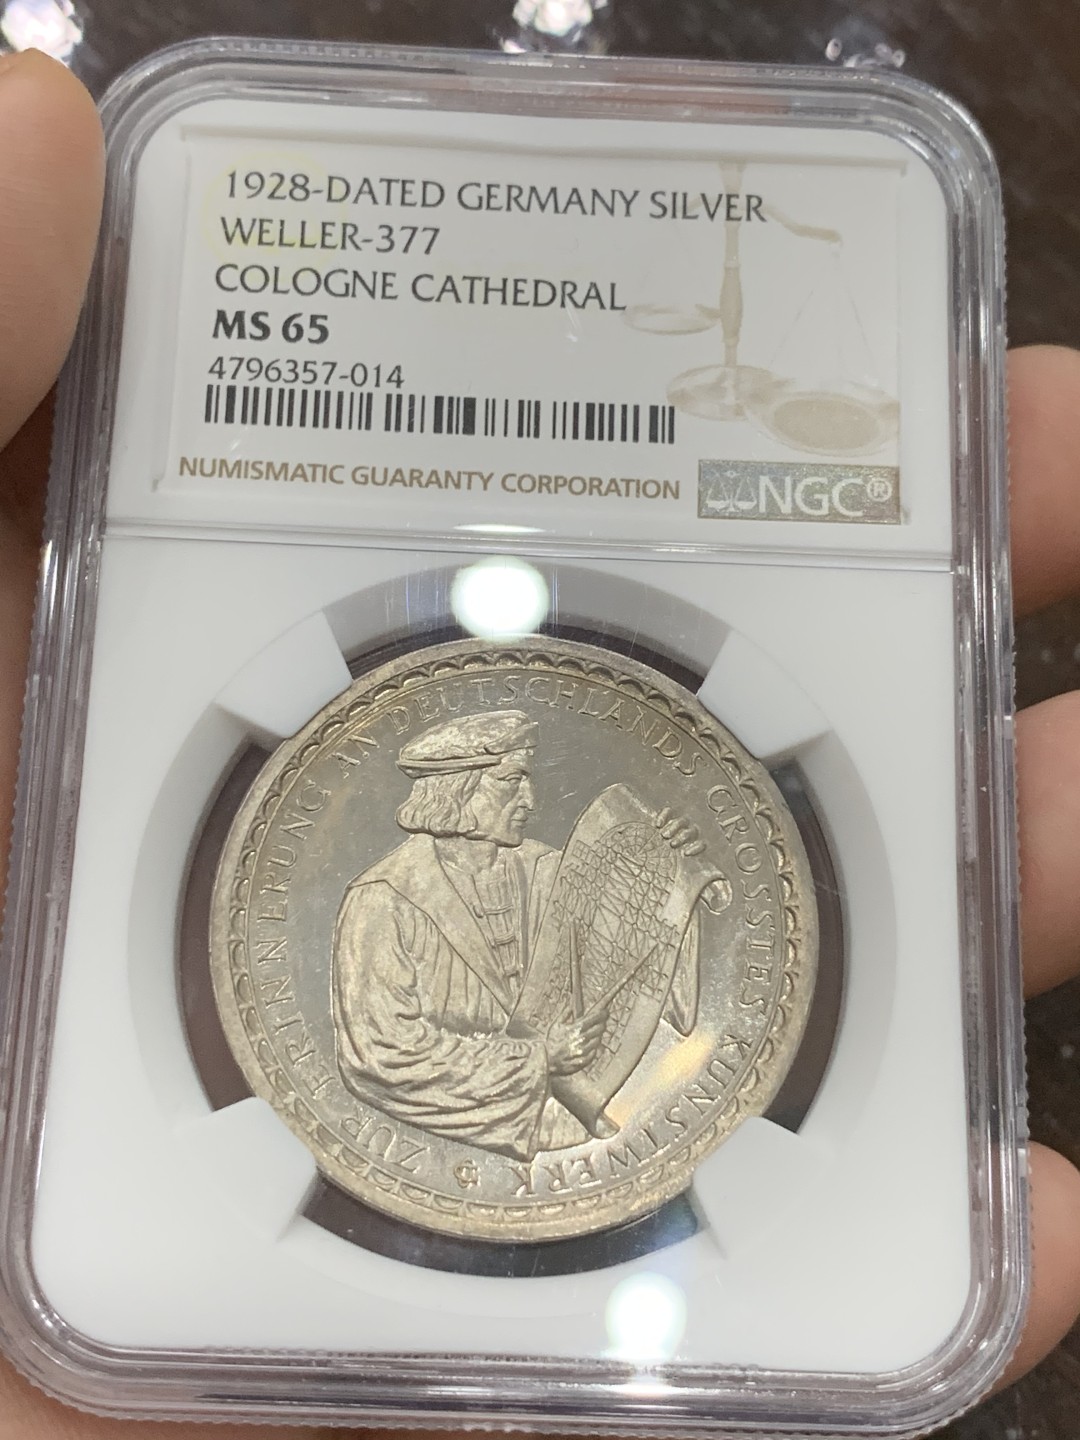 1928-DATED GERMANY SILVER
WELLER-377
COLOGNE CATHEDRAL
MS 65
4796357-014
NUMISMATIC GUARANTY CORPORATION
NGC®
ZUR ERINNERUNG AN DEUTSCHLANDS GROSSTES KUNSTWERK